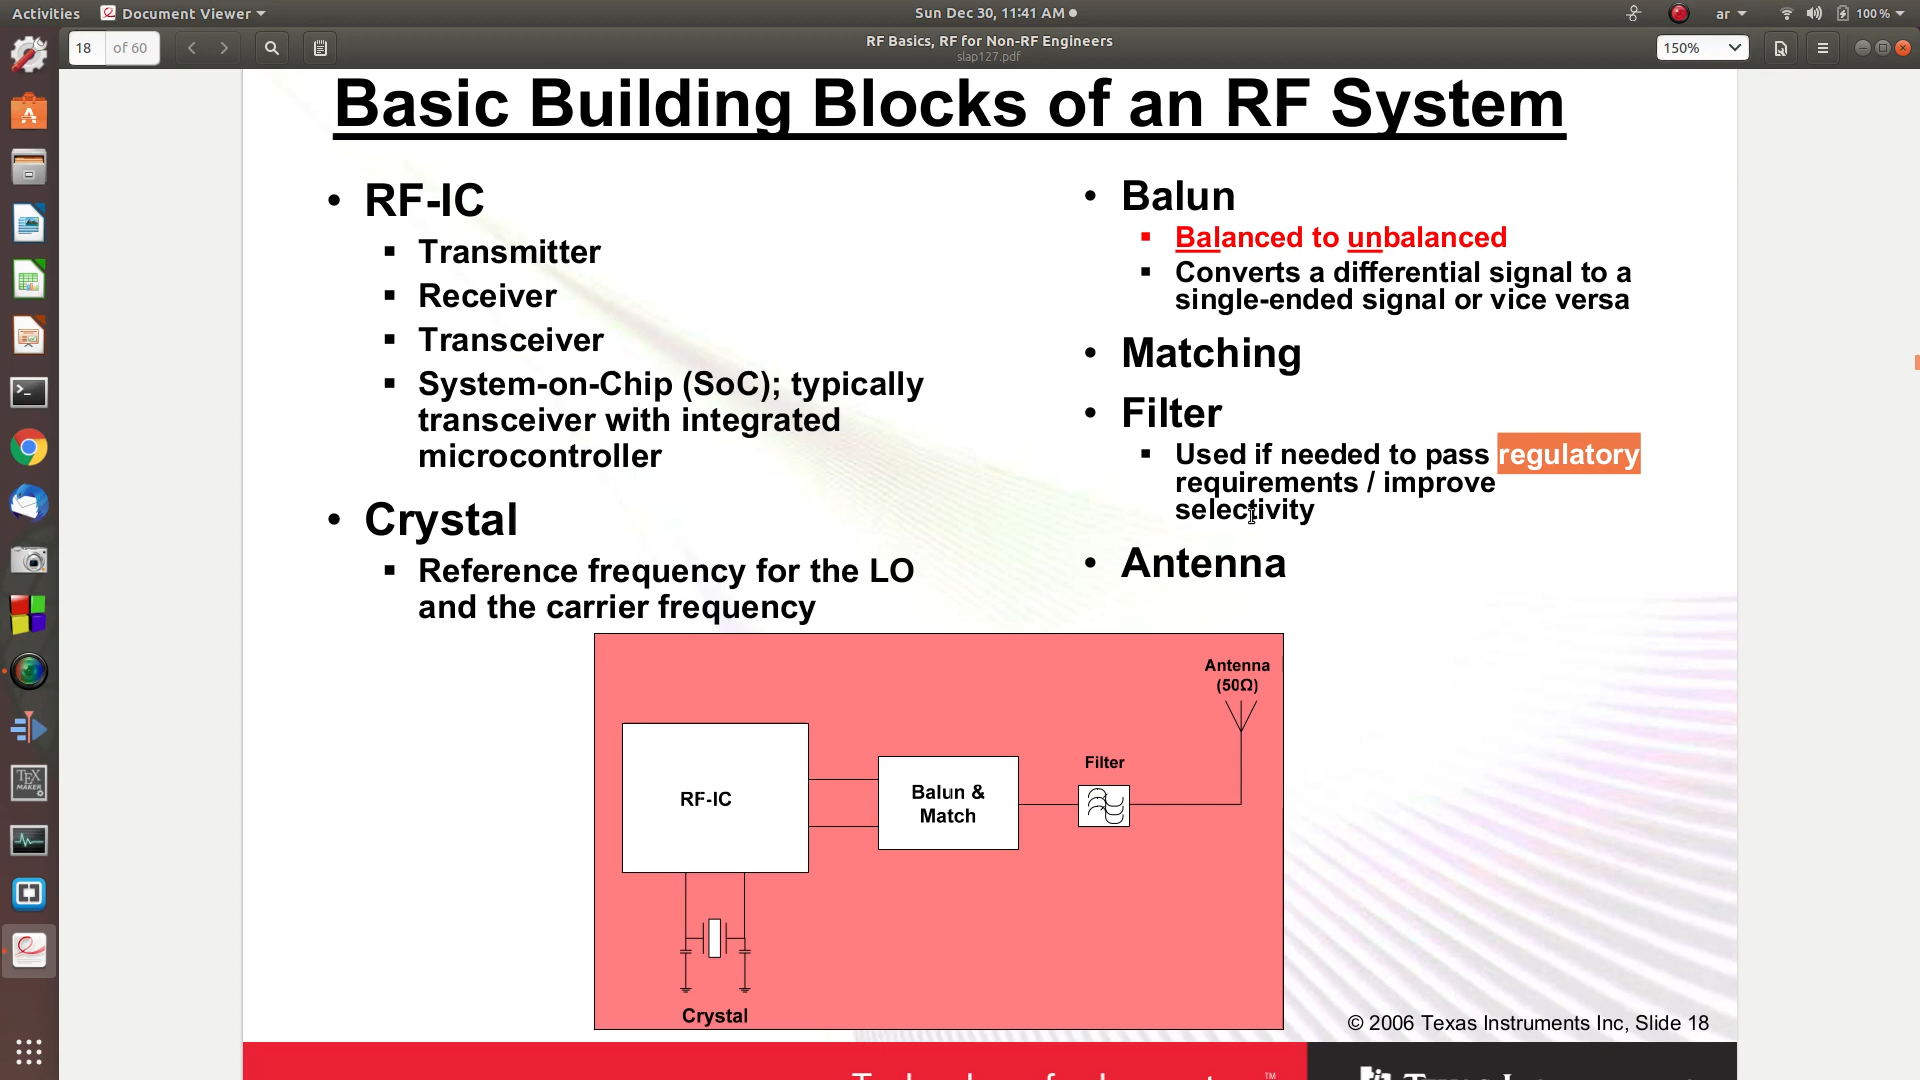 Activities
Document Viewer
Sun Dec 30, 11:41 AM
ar
100 %
18
of 60
RF Basics, RF for Non-RF Engineers
slap127.pdf
150%
Basic Building Blocks of an RF System
• RF-IC
▪ Transmitter
▪ Receiver
▪ Transceiver
▪ System-on-Chip (SoC); typically
transceiver with integrated
microcontroller
• Crystal
▪ Reference frequency for the LO
and the carrier frequency
• Balun
▪ Balanced to unbalanced
▪ Converts a differential signal to a
single-ended signal or vice versa
• Matching
• Filter
▪ Used if needed to pass regulatory
requirements / improve
selectivity
• Antenna
Antenna
(50Ω)
Filter
RF-IC
Balun &
Match
Crystal
© 2006 Texas Instruments Inc, Slide 18
TEX
MAKER